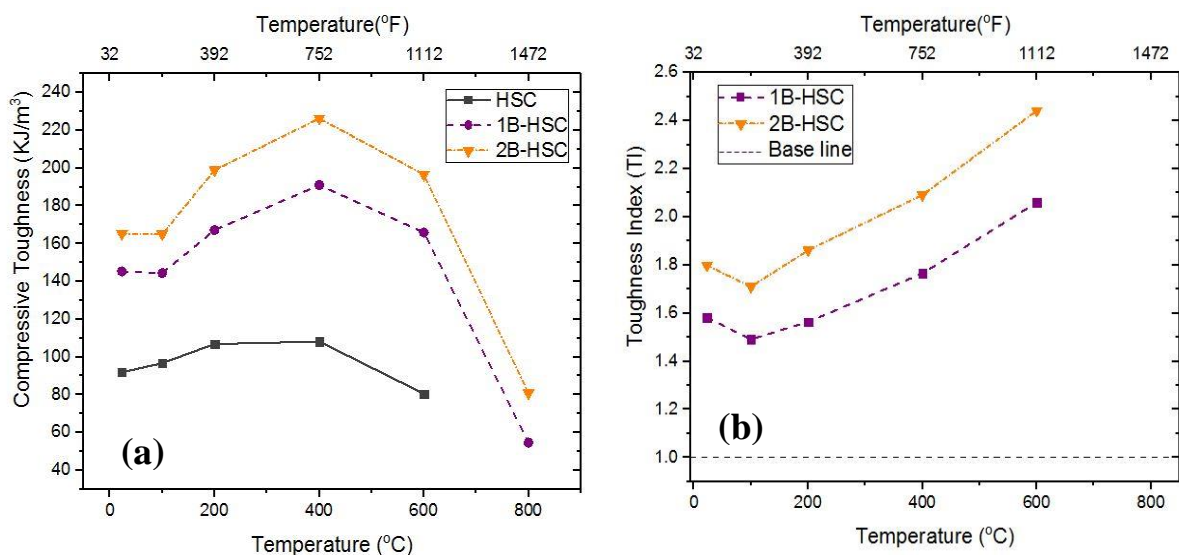 Temperature(°F)
32 392 752 1112 1472
Compressive Toughness (KJ/m³)
240
220
200
180
160
140
120
100
80
60
40
HSC
1B-HSC
2B-HSC
(a)
0 200 400 600 800
Temperature (°C)
Temperature(°F)
32 392 752 1112 1472
Toughness Index (TI)
2.6
2.4
2.2
2.0
1.8
1.6
1.4
1.2
1.0
1B-HSC
2B-HSC
Base line
(b)
0 200 400 600 800
Temperature (°C)